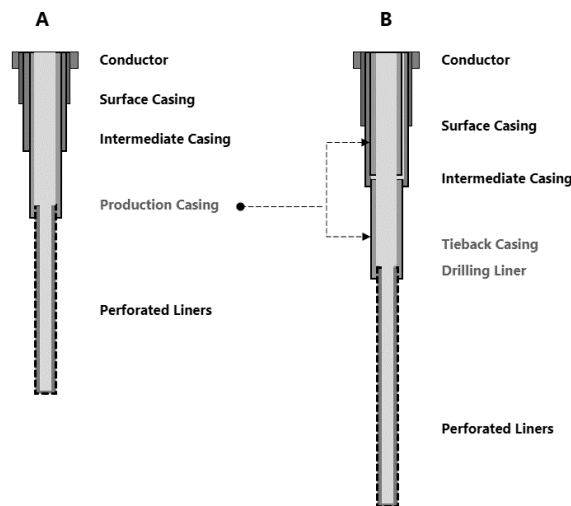 A
Conductor
Surface Casing
Intermediate Casing
Production Casing
Perforated Liners
B
Conductor
Surface Casing
Intermediate Casing
Tieback Casing
Drilling Liner
Perforated Liners